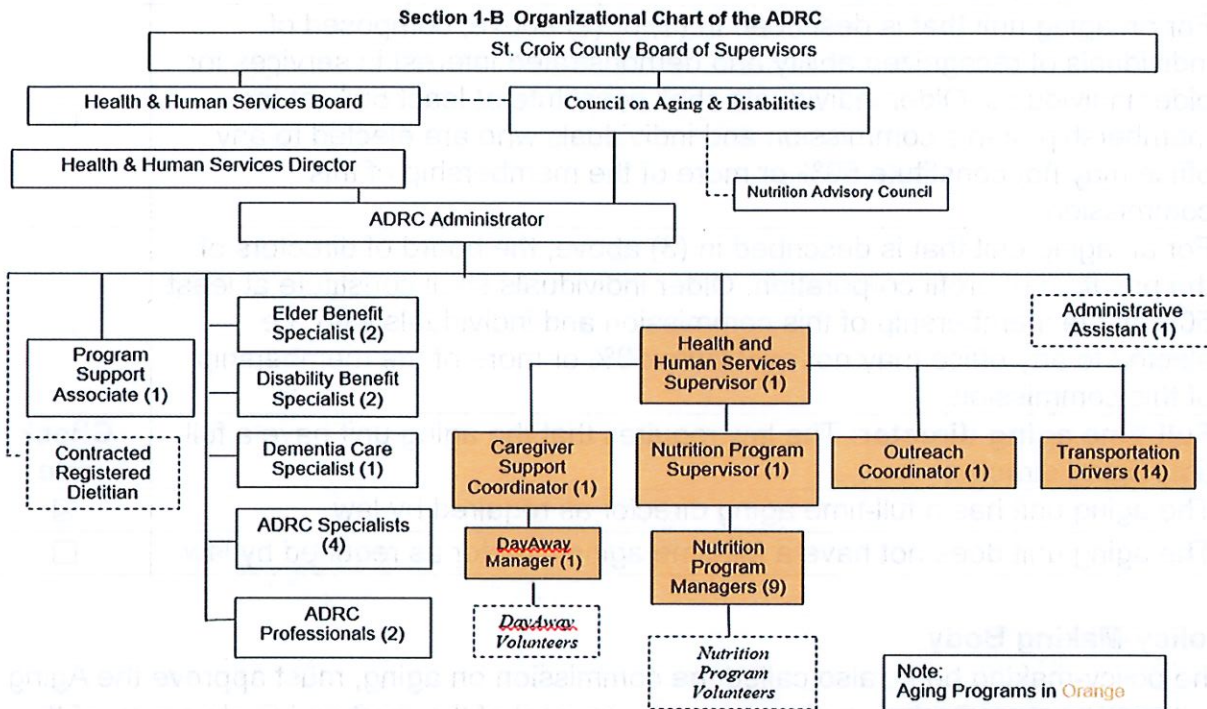 Section 1-B Organizational Chart of the ADRC
St. Croix County Board of Supervisors
Health & Human Services Board
Council on Aging & Disabilities
Health & Human Services Director
Nutrition Advisory Council
ADRC Administrator
Program
Support
Associate (1)
Contracted
Registered
Dietitian
Elder Benefit
Specialist (2)
Disability Benefit
Specialist (2)
Dementia Care
Specialist (1)
ADRC Specialists
(4)
ADRC
Professionals (2)
Health and
Human Services
Supervisor (1)
Administrative
Assistant (1)
Caregiver
Support
Coordinator (1)
Nutrition Program
Supervisor (1)
Outreach
Coordinator (1)
Transportation
Drivers (14)
DayAway
Manager (1)
Nutrition
Program
Managers (9)
DayAway
Volunteers
Nutrition
Program
Volunteers
Note:
Aging Programs in Orange